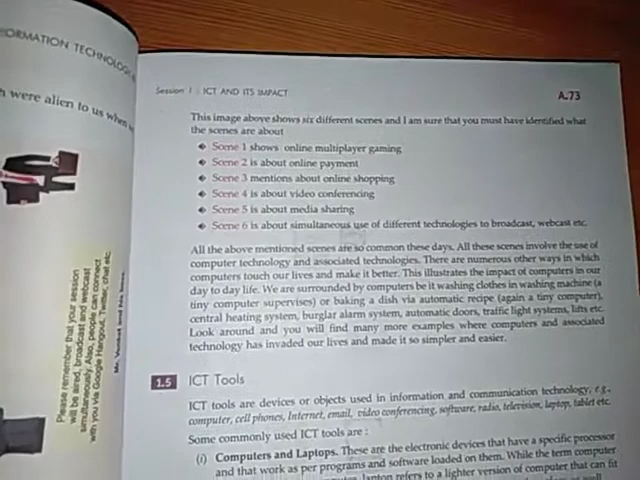 ORMATION TECHNOLOG
h were alien to us when
Please remember that your session
will be aired, broadcast and webcast
simultaneously. Also, people can connect
with you via Google Hangout, Twitter, chat etc.
Session 1 : ICT AND ITS IMPACT
A.73
This image above shows six different scenes and I am sure that you must have identified what
the scenes are about
Scene 1 shows online multiplayer gaming
Scene 2 is about online payment
Scene 3 mentions about online shopping
Scene 4 is about video conferencing
Scene 5 is about media sharing
Scene 6 is about simultaneous use of different technologies to broadcast, webcast etc.
All the above mentioned scenes are so common these days. All these scenes involve the use of
computer technology and associated technologies. There are numerous other ways in which
computers touch our lives and make it better. This illustrates the impact of computers in our
day to day life. We are surrounded by computers be it washing clothes in washing machine (a
tiny computer supervises) or baking a dish via automatic recipe (again a tiny computer),
central heating system, burglar alarm system, automatic doors, traffic light systems, lifts etc.
Look around and you will find many more examples where computers and associated
technology has invaded our lives and made it so simpler and easier.
1.5 ICT Tools
ICT tools are devices or objects used in information and communication technology, e.g.,
computer, cell phones, Internet, email, video conferencing, software, radio, television, laptop, tablet etc.
Some commonly used ICT tools are :
(i) Computers and Laptops. These are the electronic devices that have a specific processor
and that work as per programs and software loaded on them. While the term computer
laptop refers to a lighter version of computer that can fit